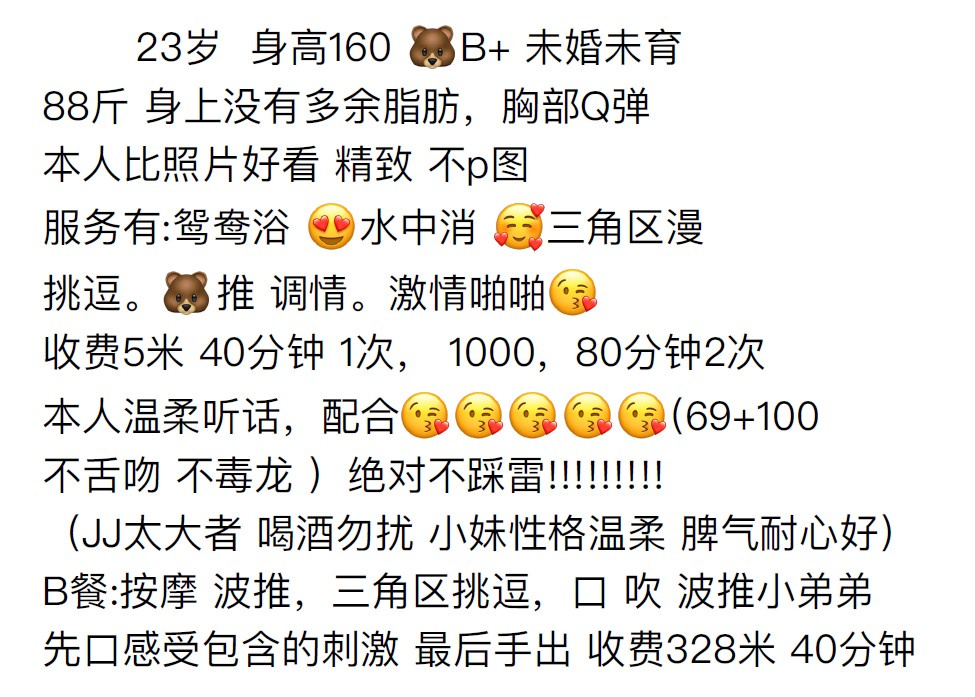 23岁 身高160 🐻B+ 未婚未育
88斤 身上没有多余脂肪，胸部Q弹
本人比照片好看 精致 不p图
服务有:鸳鸯浴 😍水中消 🥰三角区漫
挑逗。🐻推 调情。激情啪啪😘
收费5米 40分钟 1次， 1000，80分钟2次
本人温柔听话，配合😘😘😘😘😘(69+100
不舌吻 不毒龙 ）绝对不踩雷!!!!!!!!!
（JJ太大者 喝酒勿扰 小妹性格温柔 脾气耐心好）
B餐:按摩 波推，三角区挑逗，口 吹 波推小弟弟
先口感受包含的刺激 最后手出 收费328米 40分钟